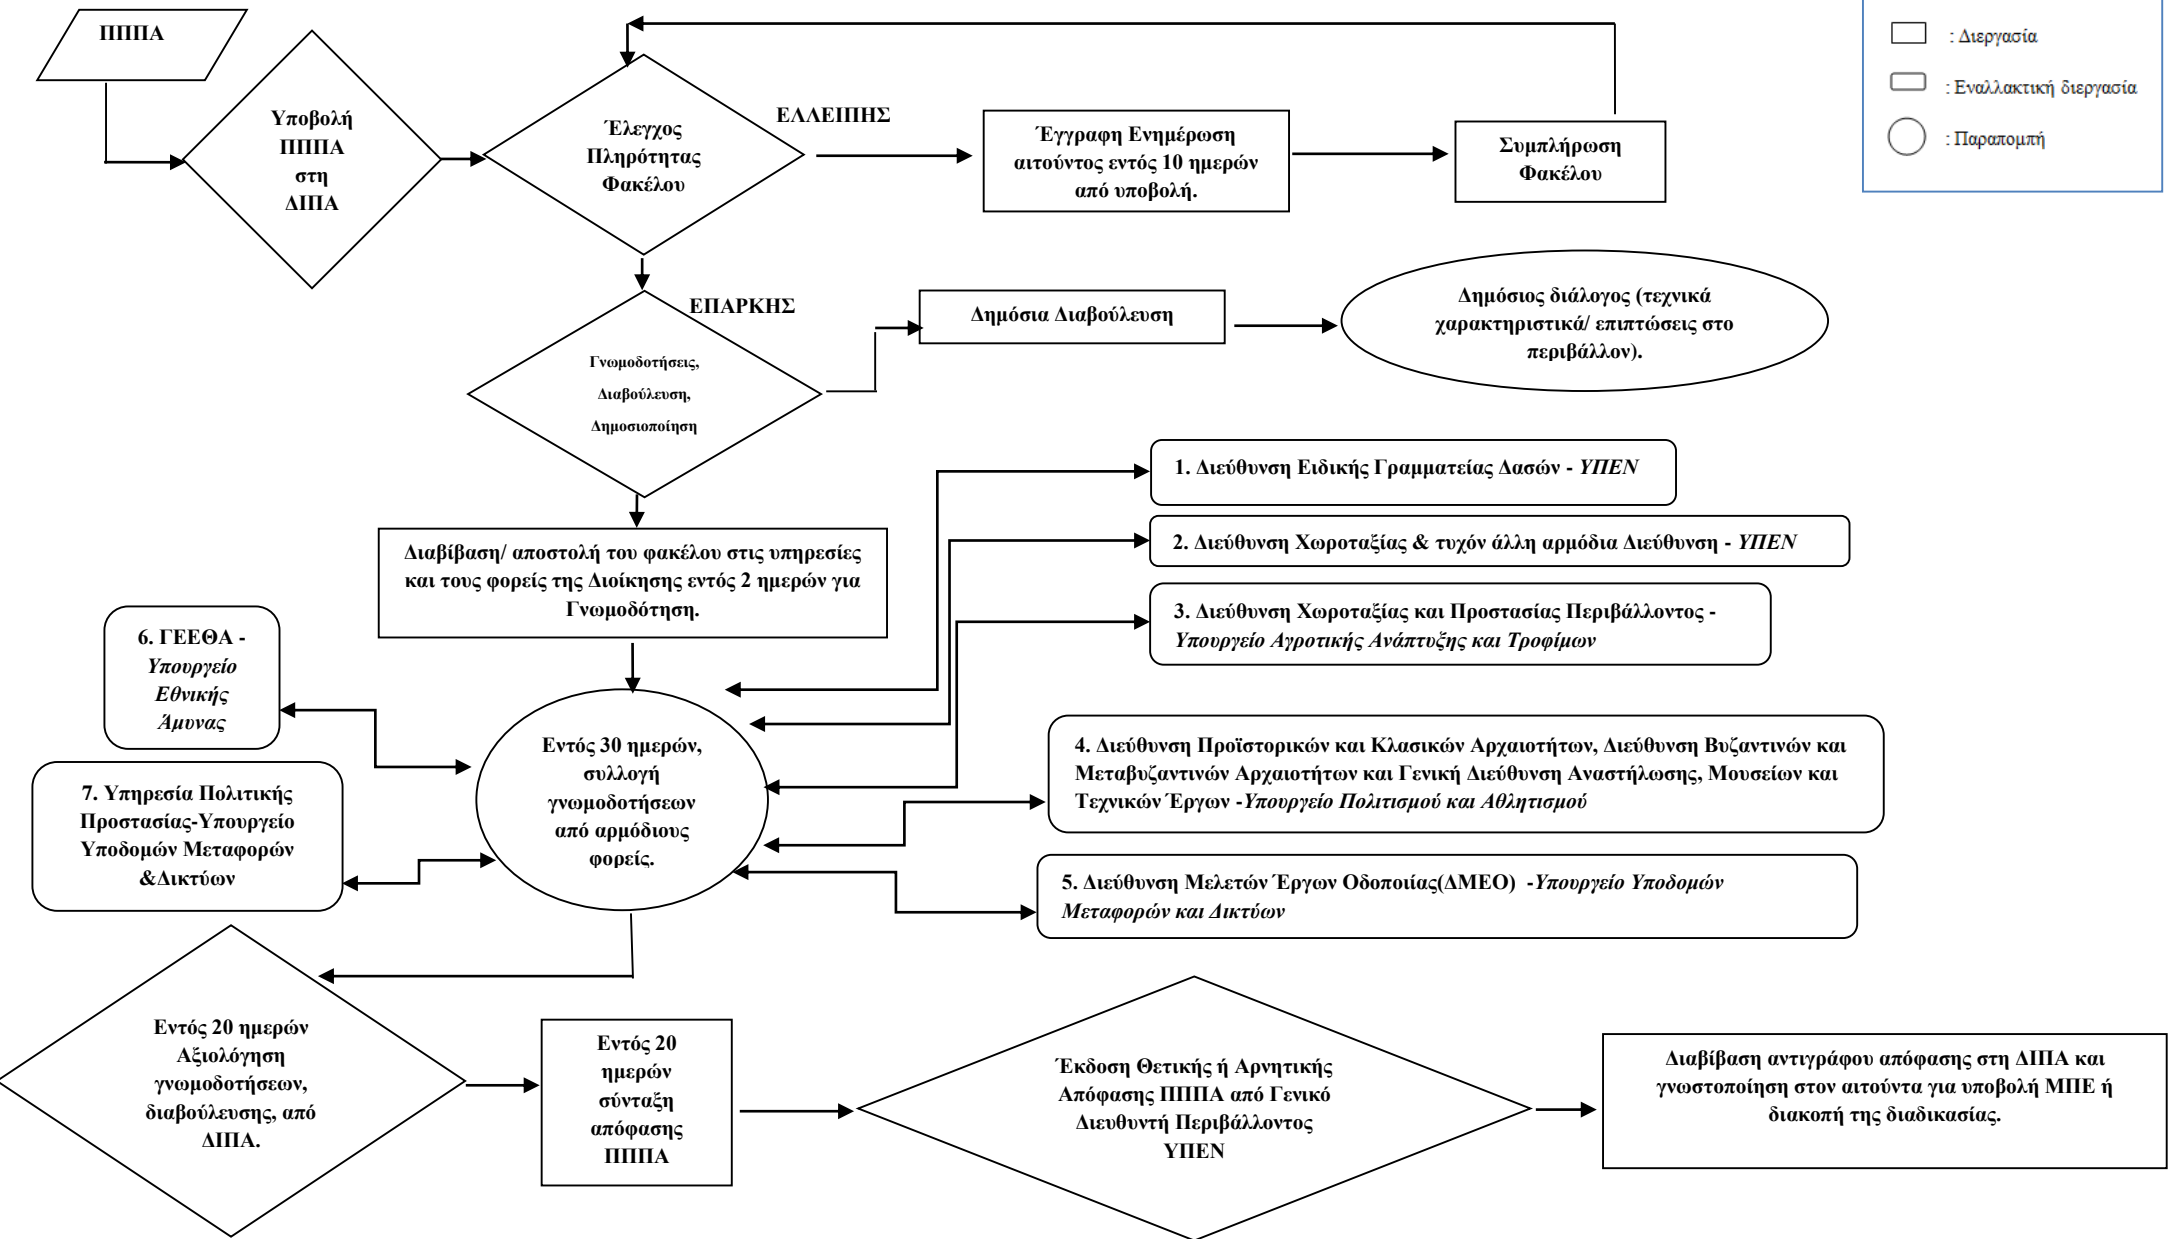 ΠΠΠΑ
Υποβολή
ΠΠΠΑ
στη
ΔΙΠΑ
Έλεγχος
Πληρότητας
Φακέλου
ΕΛΛΕΙΠΗΣ
Έγγραφη Ενημέρωση
αιτούντος εντός 10 ημερών
από υποβολή.
Συμπλήρωση
Φακέλου
: Διεργασία
: Εναλλακτική διεργασία
: Παραπομπή
ΕΠΑΡΚΗΣ
Γνωμοδοτήσεις,
Διαβούλευση,
Δημοσιοποίηση
Δημόσια Διαβούλευση
Δημόσιος διάλογος (τεχνικά
χαρακτηριστικά/ επιπτώσεις στο
περιβάλλον).
Διαβίβαση/ αποστολή του φακέλου στις υπηρεσίες
και τους φορείς της Διοίκησης εντός 2 ημερών για
Γνωμοδότηση.
1. Διεύθυνση Ειδικής Γραμματείας Δασών - ΥΠΕΝ
2. Διεύθυνση Χωροταξίας & τυχόν άλλη αρμόδια Διεύθυνση - ΥΠΕΝ
3. Διεύθυνση Χωροταξίας και Προστασίας Περιβάλλοντος -
Υπουργείο Αγροτικής Ανάπτυξης και Τροφίμων
4. Διεύθυνση Προϊστορικών και Κλασικών Αρχαιοτήτων, Διεύθυνση Βυζαντινών και
Μεταβυζαντινών Αρχαιοτήτων και Γενική Διεύθυνση Αναστήλωσης, Μουσείων και
Τεχνικών Έργων -Υπουργείο Πολιτισμού και Αθλητισμού
5. Διεύθυνση Μελετών Έργων Οδοποιίας(ΔΜΕΟ) -Υπουργείο Υποδομών
Μεταφορών και Δικτύων
6. ΓΕΕΘΑ -
Υπουργείο
Εθνικής
Άμυνας
7. Υπηρεσία Πολιτικής
Προστασίας-Υπουργείο
Υποδομών Μεταφορών
&Δικτύων
Εντός 30 ημερών,
συλλογή
γνωμοδοτήσεων
από αρμόδιους
φορείς.
Εντός 20 ημερών
Αξιολόγηση
γνωμοδοτήσεων,
διαβούλευσης, από
ΔΙΠΑ.
Εντός 20
ημερών
σύνταξη
απόφασης
ΠΠΠΑ
Έκδοση Θετικής ή Αρνητικής
Απόφασης ΠΠΠΑ από Γενικό
Διευθυντή Περιβάλλοντος
ΥΠΕΝ
Διαβίβαση αντιγράφου απόφασης στη ΔΙΠΑ και
γνωστοποίηση στον αιτούντα για υποβολή ΜΠΕ ή
διακοπή της διαδικασίας.